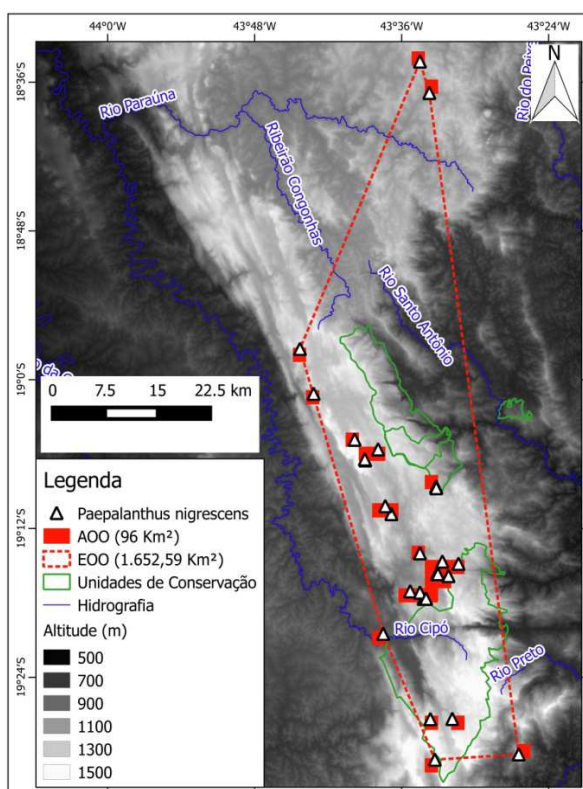 44°0'W 43°48'W 43°36'W 43°24'W
N
18°36'S
Rio Paraúna
Rio do Peixe
Ribeirão Congonhas
18°48'S
Rio Santo Antônio
19°0'S
0 7.5 15 22.5 km
Legenda
Paepalanthus nigrescens
AOO (96 Km²)
EOO (1.652,59 Km²)
Unidades de Conservação
Hidrografia
Altitude (m)
500
700
900
1100
1300
1500
19°12'S
Rio Cipó
Rio Preto
19°24'S